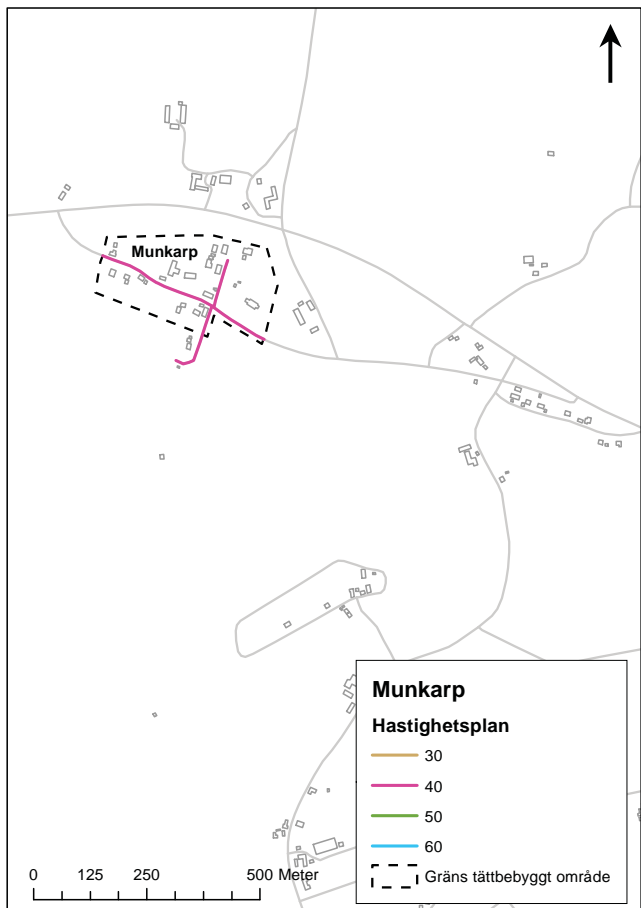 Munkarp
Munkarp
Hastighetsplan
30
40
50
60
Gräns tättbebyggt område
0 125 250 500 Meter